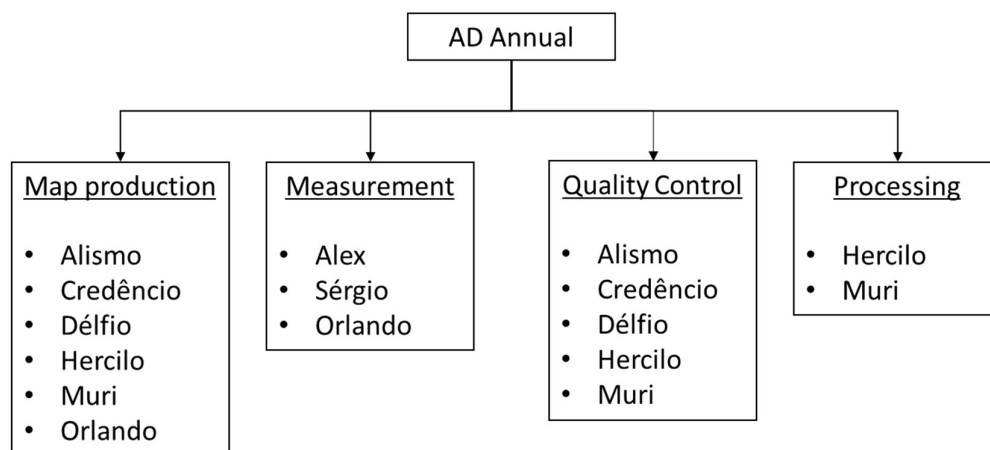 AD Annual
Map production
• Alismo
• Credêncio
• Délfio
• Hercilo
• Muri
• Orlando
Measurement
• Alex
• Sérgio
• Orlando
Quality Control
• Alismo
• Credêncio
• Délfio
• Hercilo
• Muri
Processing
• Hercilo
• Muri